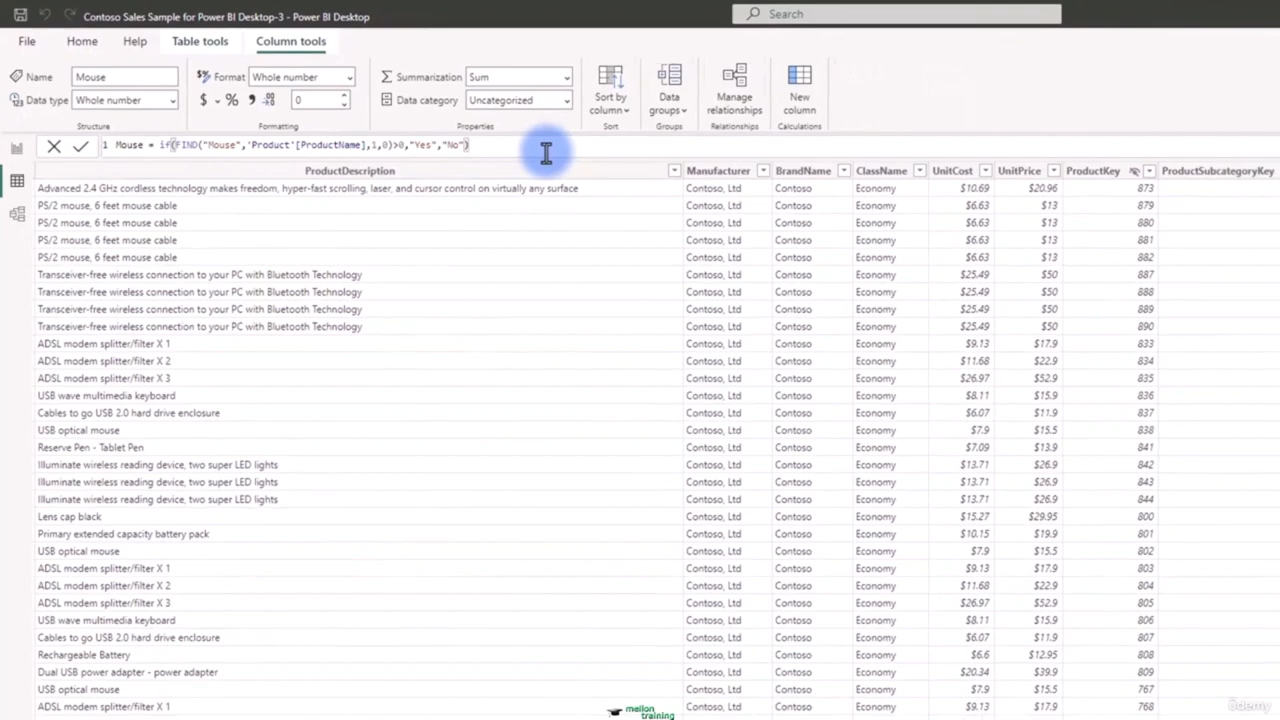 Contoso Sales Sample for Power BI Desktop-3 - Power BI Desktop
Search
File Home Help Table tools Column tools
Name Mouse
Data type Whole number
Structure
Format Whole number
$ % , 0
Formatting
Summarization Sum
Data category Uncategorized
Properties
Sort by column
Sort
Data groups
Groups
Manage relationships
Relationships
New column
Calculations
1 Mouse = if(FIND("Mouse",'Product'[ProductName],1,0)>0,"Yes","No")
ProductDescription Manufacturer BrandName ClassName UnitCost UnitPrice ProductKey ProductSubcategoryKey
Advanced 2.4 GHz cordless technology makes freedom, hyper-fast scrolling, laser, and cursor control on virtually any surface Contoso, Ltd Contoso Economy $10.69 $20.96 873
PS/2 mouse, 6 feet mouse cable Contoso, Ltd Contoso Economy $6.63 $13 879
PS/2 mouse, 6 feet mouse cable Contoso, Ltd Contoso Economy $6.63 $13 880
PS/2 mouse, 6 feet mouse cable Contoso, Ltd Contoso Economy $6.63 $13 881
PS/2 mouse, 6 feet mouse cable Contoso, Ltd Contoso Economy $6.63 $13 882
Transceiver-free wireless connection to your PC with Bluetooth Technology Contoso, Ltd Contoso Economy $25.49 $50 887
Transceiver-free wireless connection to your PC with Bluetooth Technology Contoso, Ltd Contoso Economy $25.49 $50 888
Transceiver-free wireless connection to your PC with Bluetooth Technology Contoso, Ltd Contoso Economy $25.49 $50 889
Transceiver-free wireless connection to your PC with Bluetooth Technology Contoso, Ltd Contoso Economy $25.49 $50 890
ADSL modem splitter/filter X 1 Contoso, Ltd Contoso Economy $9.13 $17.9 833
ADSL modem splitter/filter X 2 Contoso, Ltd Contoso Economy $11.68 $22.9 834
ADSL modem splitter/filter X 3 Contoso, Ltd Contoso Economy $26.97 $52.9 835
USB wave multimedia keyboard Contoso, Ltd Contoso Economy $8.11 $15.9 836
Cables to go USB 2.0 hard drive enclosure Contoso, Ltd Contoso Economy $6.07 $11.9 837
USB optical mouse Contoso, Ltd Contoso Economy $7.9 $15.5 838
Reserve Pen - Tablet Pen Contoso, Ltd Contoso Economy $7.09 $13.9 841
Illuminate wireless reading device, two super LED lights Contoso, Ltd Contoso Economy $13.71 $26.9 842
Illuminate wireless reading device, two super LED lights Contoso, Ltd Contoso Economy $13.71 $26.9 843
Illuminate wireless reading device, two super LED lights Contoso, Ltd Contoso Economy $13.71 $26.9 844
Lens cap black Contoso, Ltd Contoso Economy $15.27 $29.95 800
Primary extended capacity battery pack Contoso, Ltd Contoso Economy $10.15 $19.9 801
USB optical mouse Contoso, Ltd Contoso Economy $7.9 $15.5 802
ADSL modem splitter/filter X 1 Contoso, Ltd Contoso Economy $9.13 $17.9 803
ADSL modem splitter/filter X 2 Contoso, Ltd Contoso Economy $11.68 $22.9 804
ADSL modem splitter/filter X 3 Contoso, Ltd Contoso Economy $26.97 $52.9 805
USB wave multimedia keyboard Contoso, Ltd Contoso Economy $8.11 $15.9 806
Cables to go USB 2.0 hard drive enclosure Contoso, Ltd Contoso Economy $6.07 $11.9 807
Rechargeable Battery Contoso, Ltd Contoso Economy $6.6 $12.95 808
Dual USB power adapter - power adapter Contoso, Ltd Contoso Economy $20.34 $39.9 809
USB optical mouse Contoso, Ltd Contoso Economy $7.9 $15.5 767
ADSL modem splitter/filter X 1 Contoso, Ltd Contoso Economy $9.13 $17.9 768
mellon
training
ûdemy